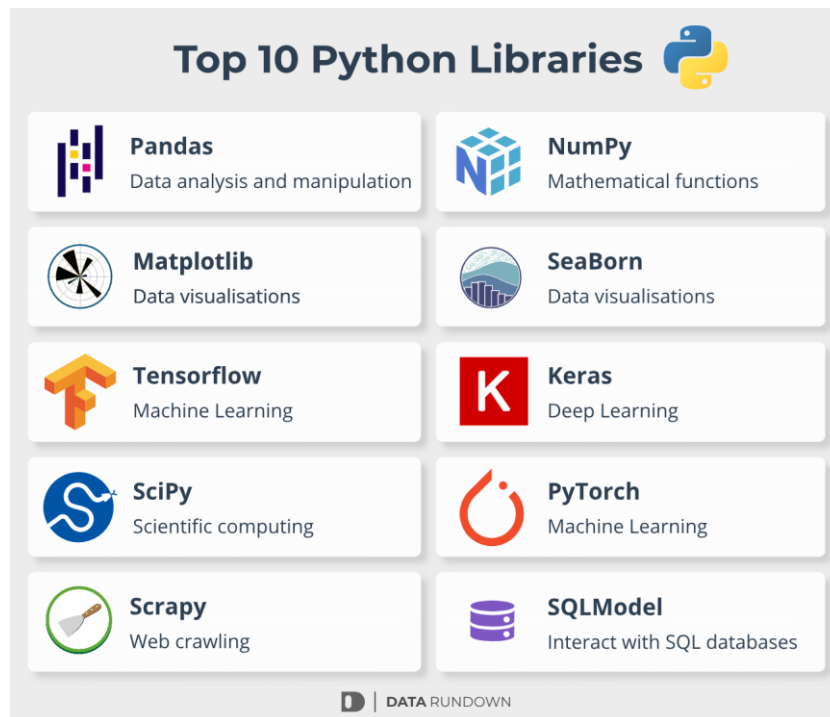 Top 10 Python Libraries
Pandas
Data analysis and manipulation
NumPy
Mathematical functions
Matplotlib
Data visualisations
SeaBorn
Data visualisations
Tensorflow
Machine Learning
K
Keras
Deep Learning
SciPy
Scientific computing
PyTorch
Machine Learning
Scrapy
Web crawling
SQLModel
Interact with SQL databases
DATA RUNDOWN